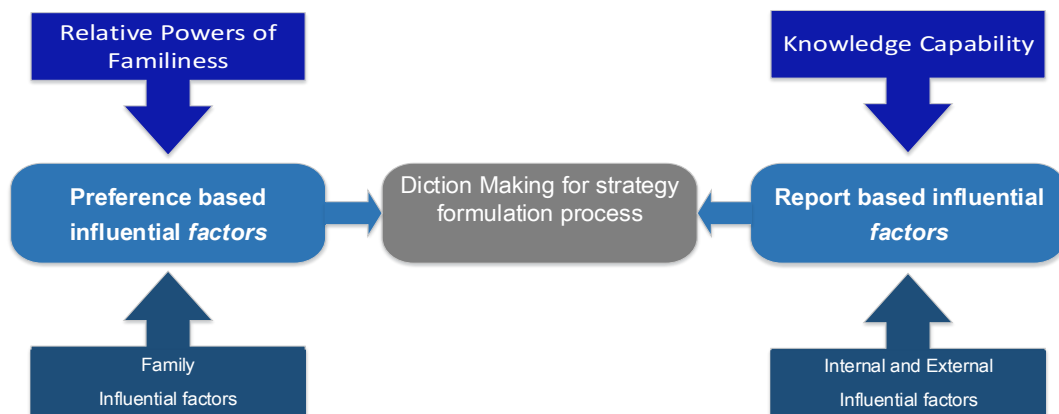 Relative Powers of
Familiness
Knowledge Capability
Preference based
influential factors
Diction Making for strategy
formulation process
Report based influential
factors
Family
Influential factors
Internal and External
Influential factors